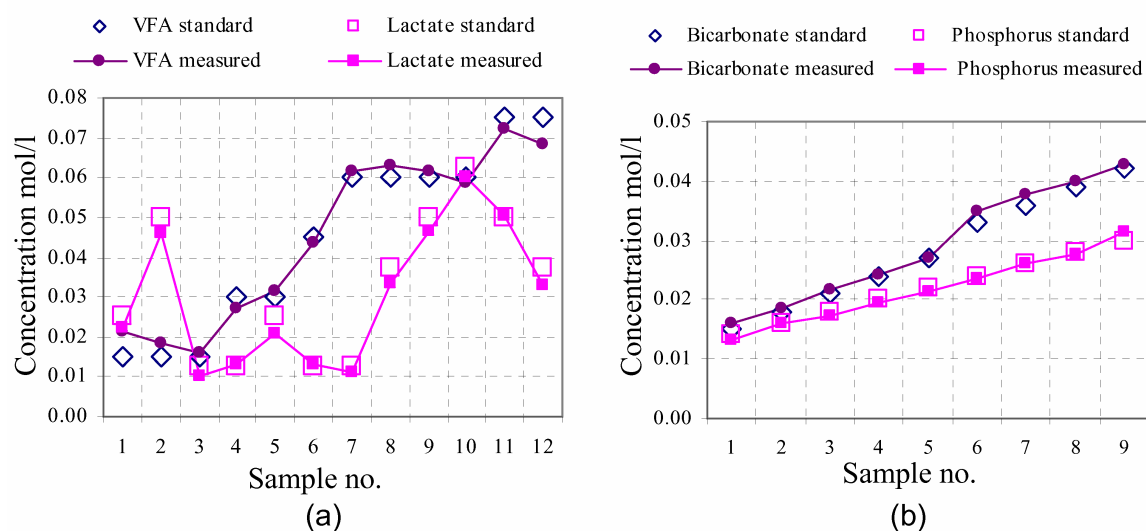 VFA standard Lactate standard
VFA measured Lactate measured
Concentration mol/l
0.08
0.07
0.06
0.05
0.04
0.03
0.02
0.01
0.00
1 2 3 4 5 6 7 8 9 10 11 12
Sample no.
(a)
Bicarbonate standard Phosphorus standard
Bicarbonate measured Phosphorus measured
Concentration mol/l
0.05
0.04
0.03
0.02
0.01
0.00
1 2 3 4 5 6 7 8 9
Sample no.
(b)